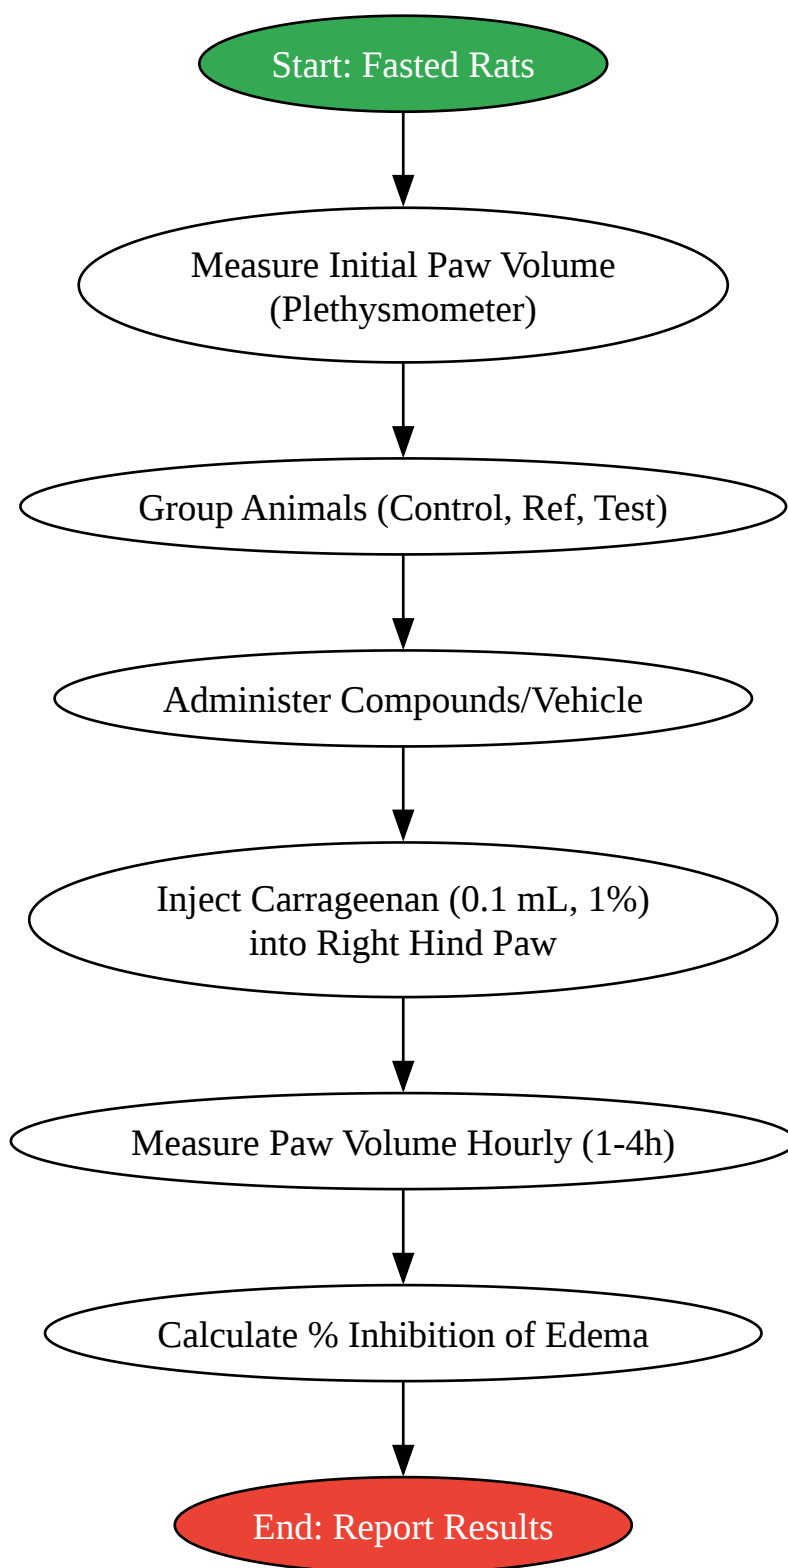 Start: Fasted Rats
Measure Initial Paw Volume
(Plethysmometer)
Group Animals (Control, Ref, Test)
Administer Compounds/Vehicle
Inject Carrageenan (0.1 mL, 1%)
into Right Hind Paw
Measure Paw Volume Hourly (1-4h)
Calculate % Inhibition of Edema
End: Report Results